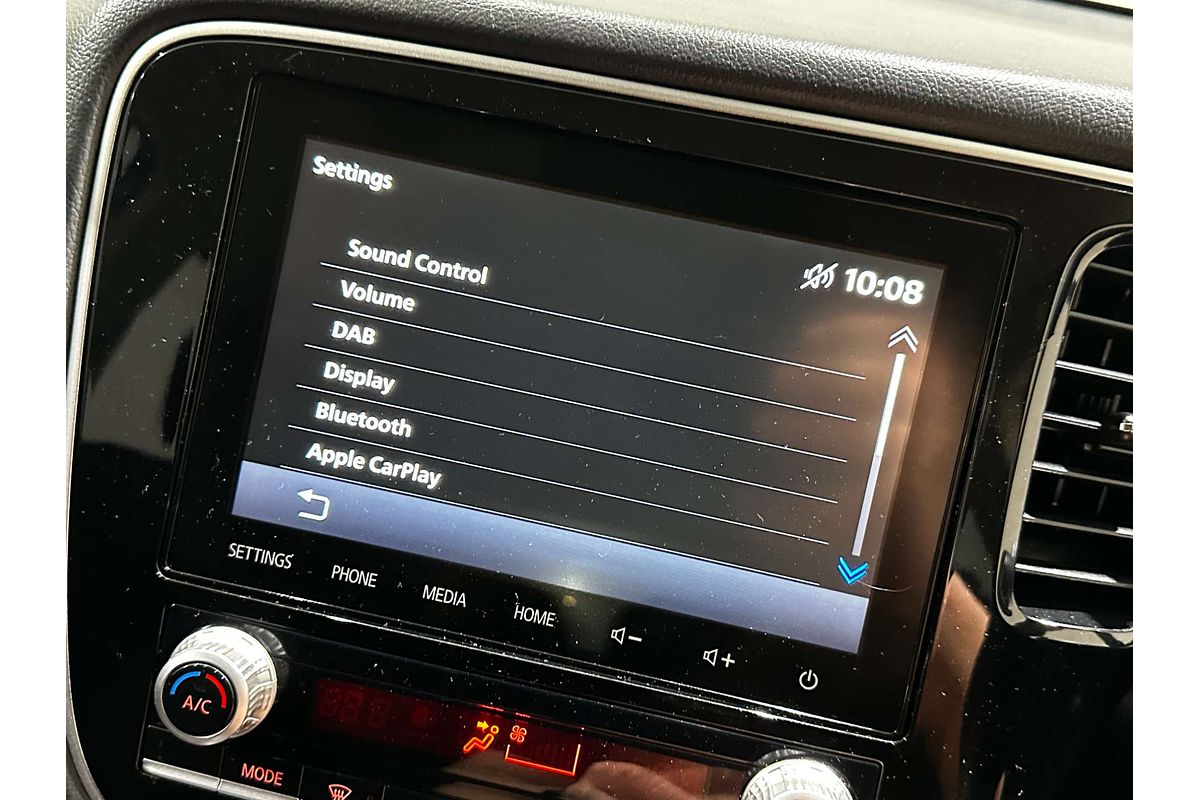 Settings
10:08
Sound Control
Volume
DAB
Display
Bluetooth
Apple CarPlay
SETTINGS
PHONE
MEDIA
HOME
A/C
MODE